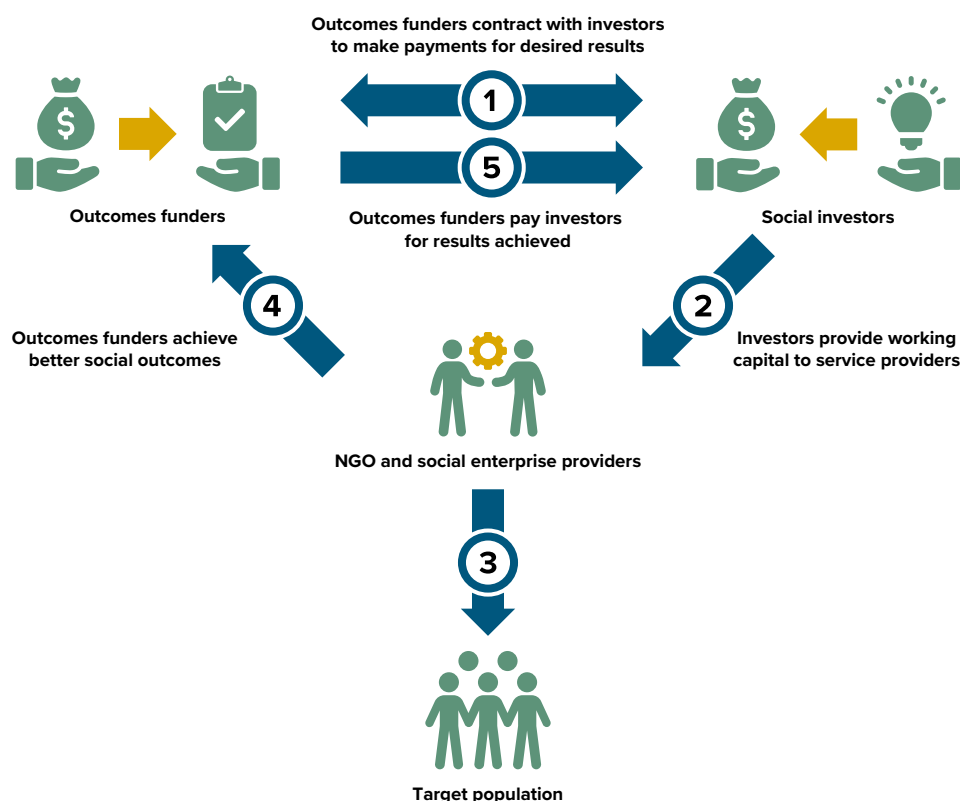 Outcomes funders contract with investors
to make payments for desired results
1
$
$
5
Outcomes funders
Outcomes funders pay investors
for results achieved
Social investors
4
2
Outcomes funders achieve
better social outcomes
Investors provide working
capital to service providers
NGO and social enterprise providers
3
Target population